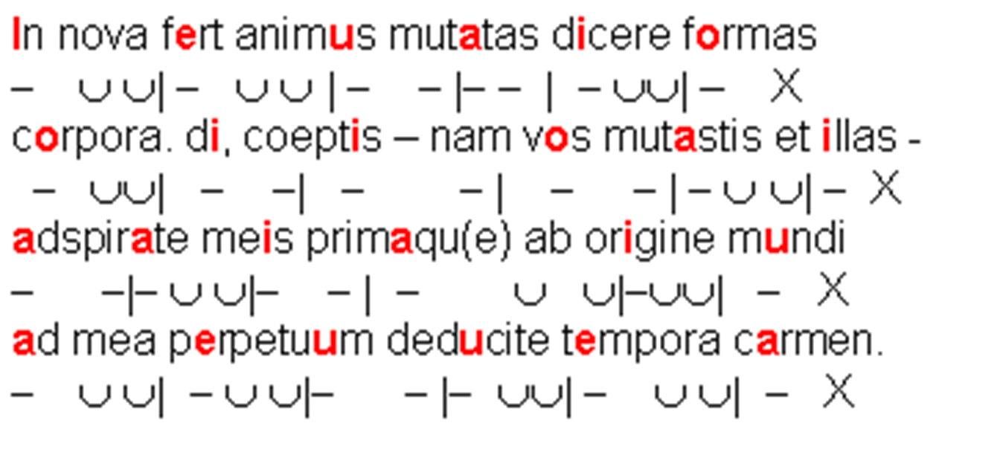 In nova fert animus mutatas dicere formas
– ∪ ∪| – ∪ ∪ | – – |– – | – ∪∪| – X
corpora. di, coeptis – nam vos mutastis et illas -
– ∪∪| – –| – – | – – | – ∪ ∪| – X
adspirate meis primaqu(e) ab origine mundi
– –|– ∪ ∪|– – | – ∪ ∪|–∪∪| – X
ad mea perpetuum deducite tempora carmen.
– ∪ ∪| – ∪ ∪|– – |– ∪∪| – ∪ ∪| – X